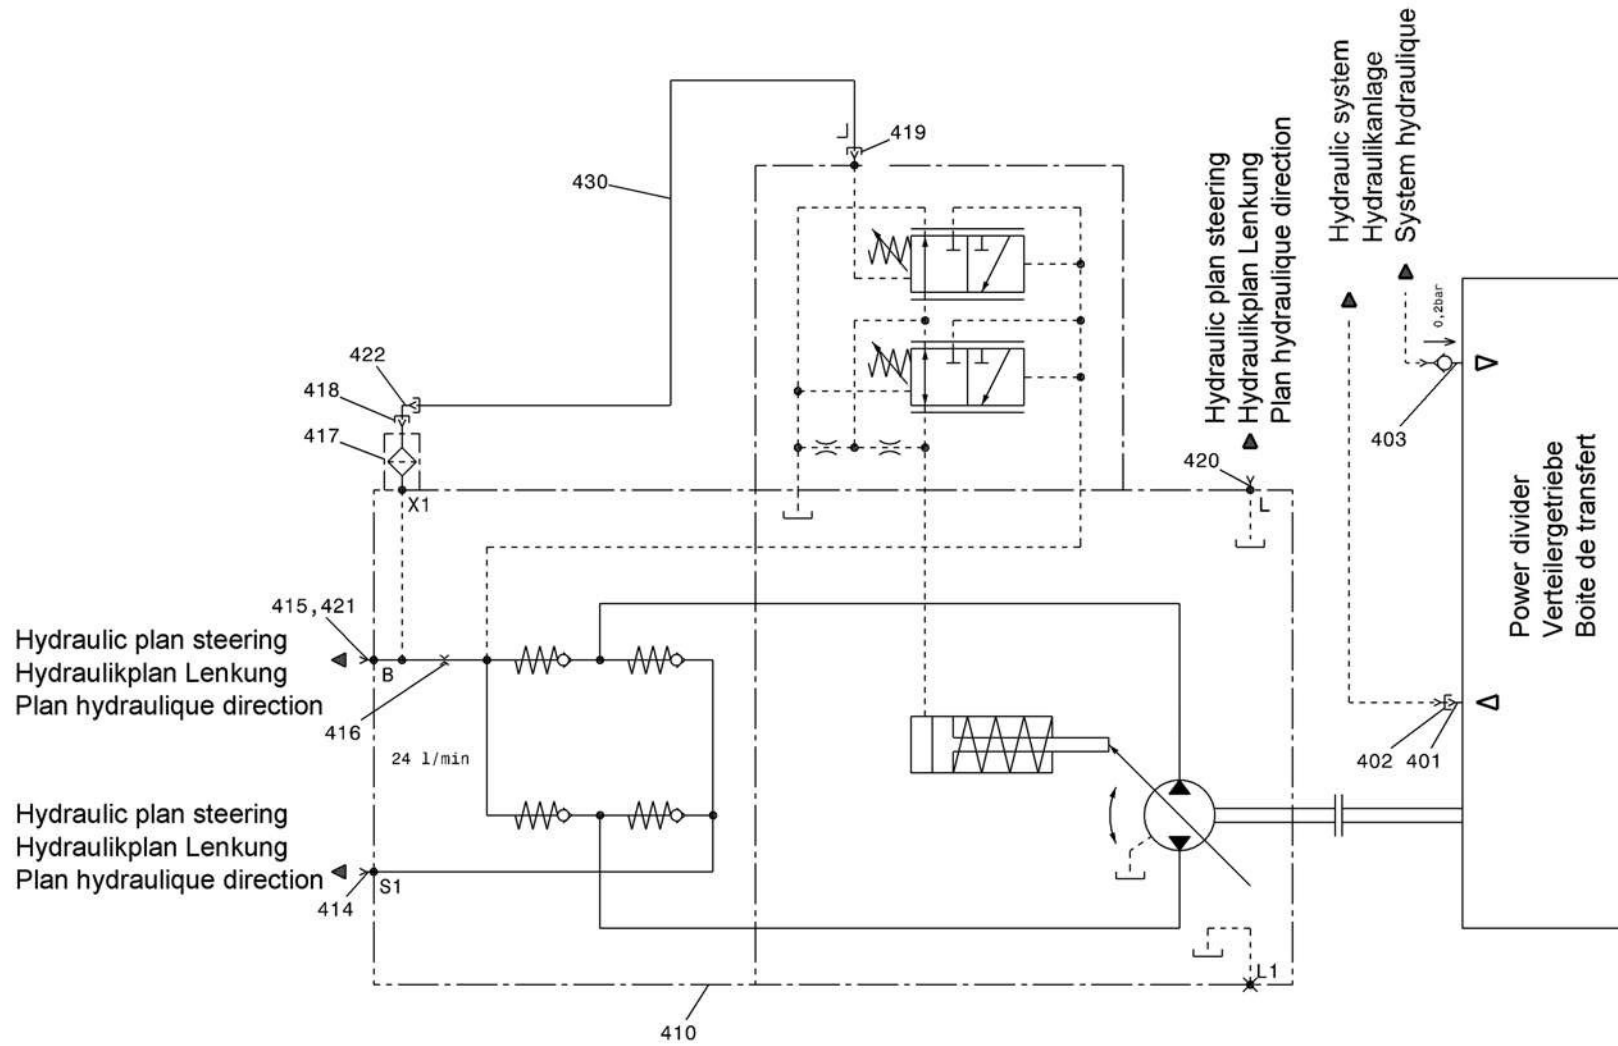 Hydraulic system
Hydraulikanlage
System hydraulique
Hydraulic plan steering
Hydraulikplan Lenkung
Plan hydraulique direction
419
L
430
0,2bar
422
418
417
403
420
X1
L
Power divider
Verteilergetriebe
Boite de transfert
415,421
Hydraulic plan steering
Hydraulikplan Lenkung
Plan hydraulique direction
B
416
24 l/min
402 401
Hydraulic plan steering
Hydraulikplan Lenkung
Plan hydraulique direction
S1
414
L1
410